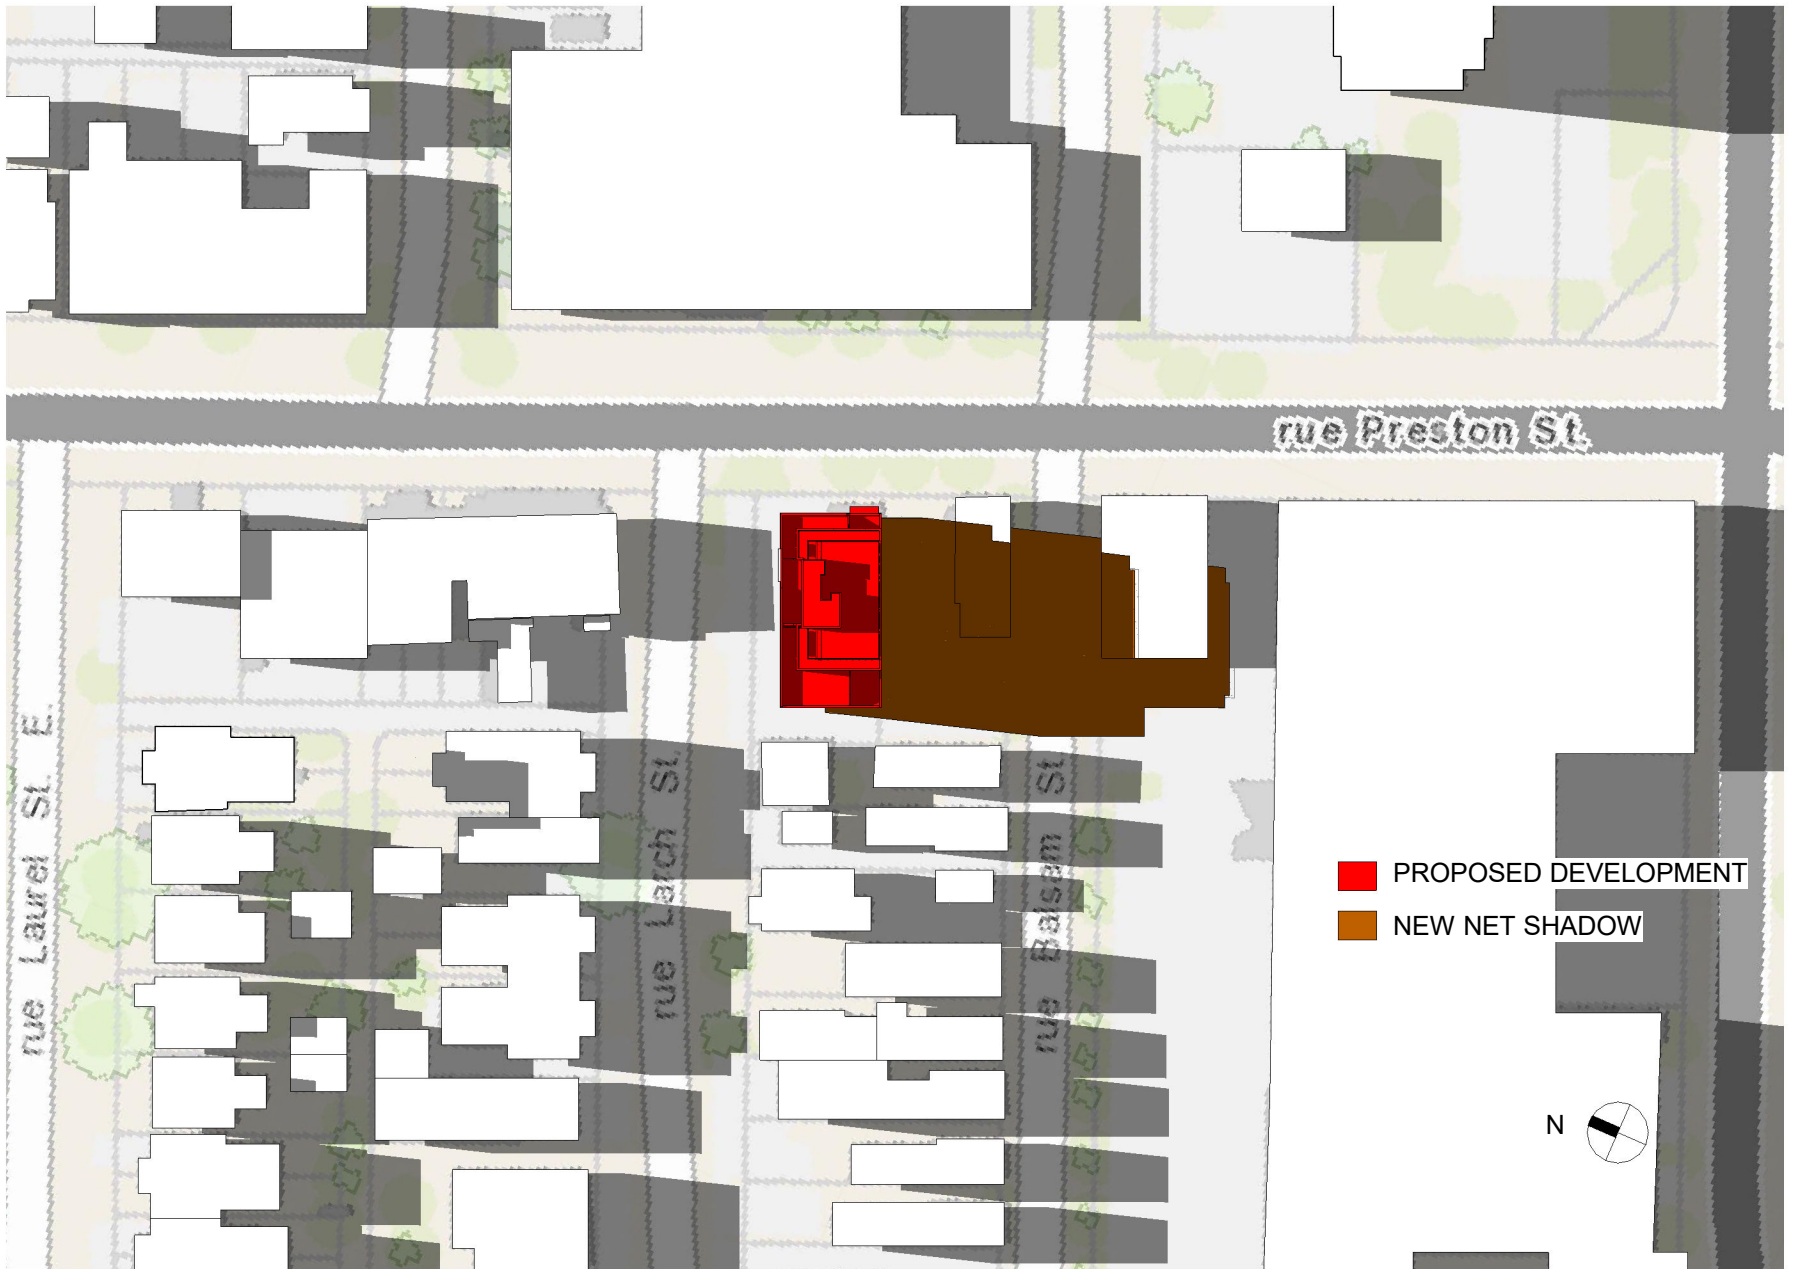 rue Preston St.
rue Laurel St. E.
rue Larch St.
rue Balsam St
PROPOSED DEVELOPMENT
NEW NET SHADOW
N